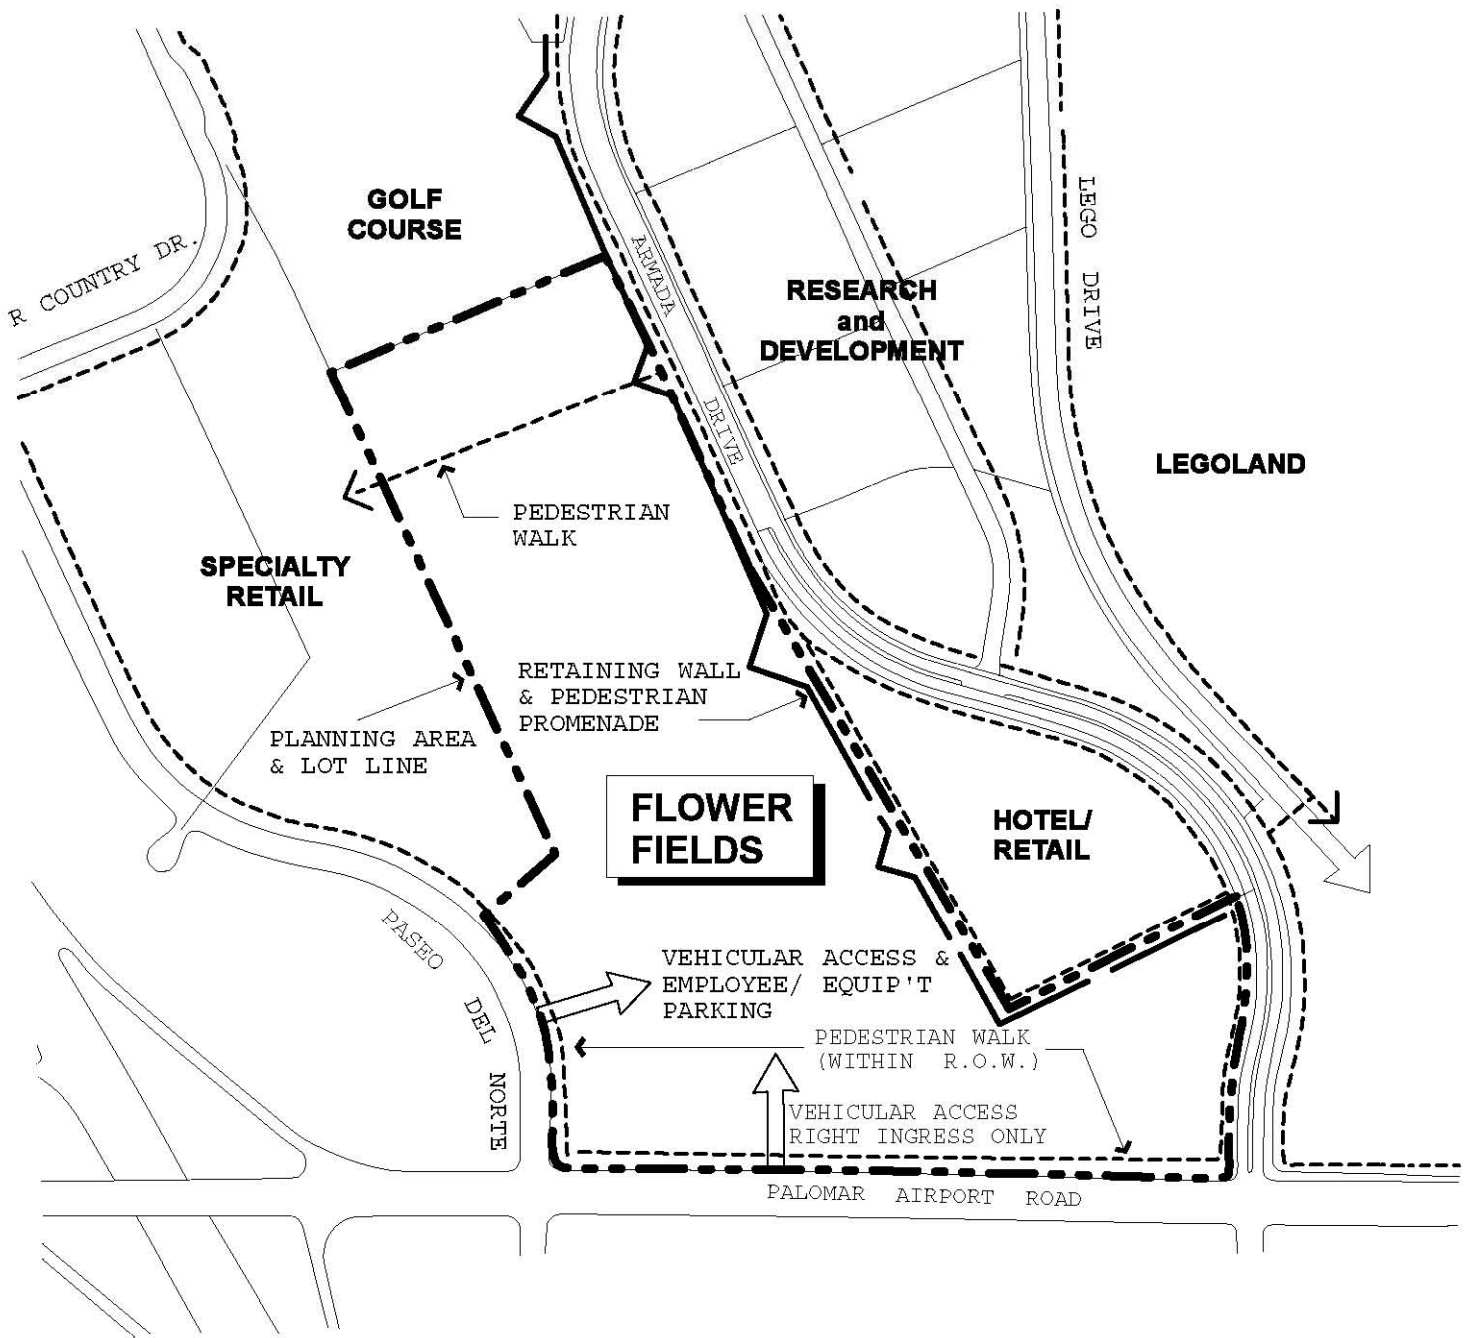 GOLF
COURSE
R COUNTRY DR.
ARMADA
DRIVE
LEGO DRIVE
RESEARCH
and
DEVELOPMENT
LEGOLAND
PEDESTRIAN
WALK
SPECIALTY
RETAIL
RETAINING WALL
& PEDESTRIAN
PROMENADE
PLANNING AREA
& LOT LINE
FLOWER
FIELDS
HOTEL/
RETAIL
PASEO
DEL
NORTE
VEHICULAR ACCESS &
EMPLOYEE/ EQUIP'T
PARKING
PEDESTRIAN WALK
(WITHIN R.O.W.)
VEHICULAR ACCESS
RIGHT INGRESS ONLY
PALOMAR AIRPORT ROAD